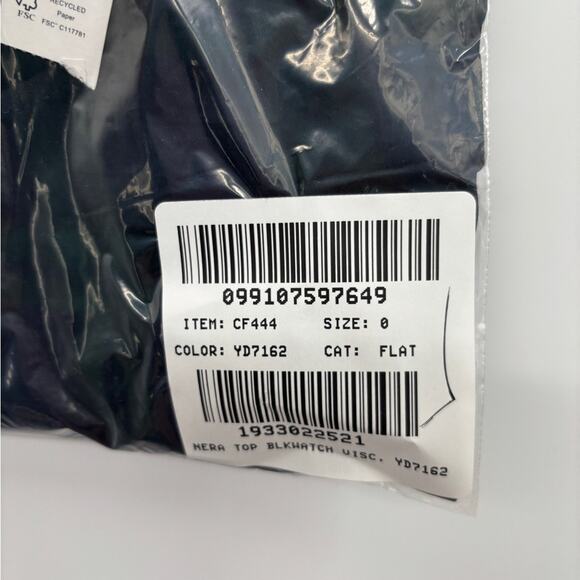 RECYCLED
Paper
FSC® C117781
FSC
099107597649
ITEM: CF444 SIZE: 0
COLOR: YD7162 CAT: FLAT
1933022521
NERA TOP BLKWATCH VISC. YD7162